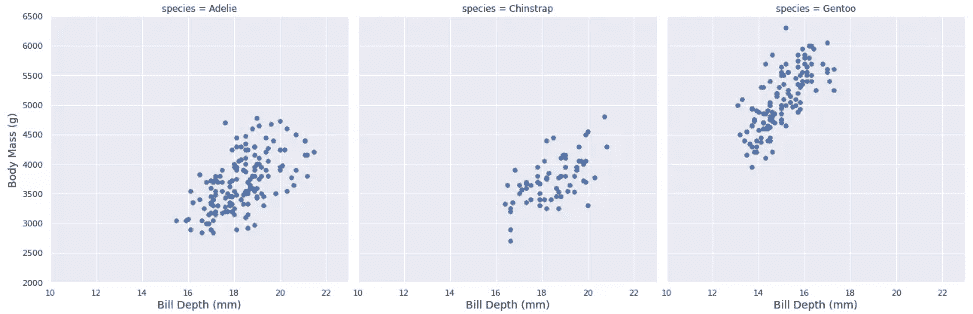 species = Adelie
species = Chinstrap
species = Gentoo
Body Mass (g)
6500
6000
5500
5000
4500
4000
3500
3000
2500
2000
10 12 14 16 18 20 22
10 12 14 16 18 20 22
10 12 14 16 18 20 22
Bill Depth (mm)
Bill Depth (mm)
Bill Depth (mm)